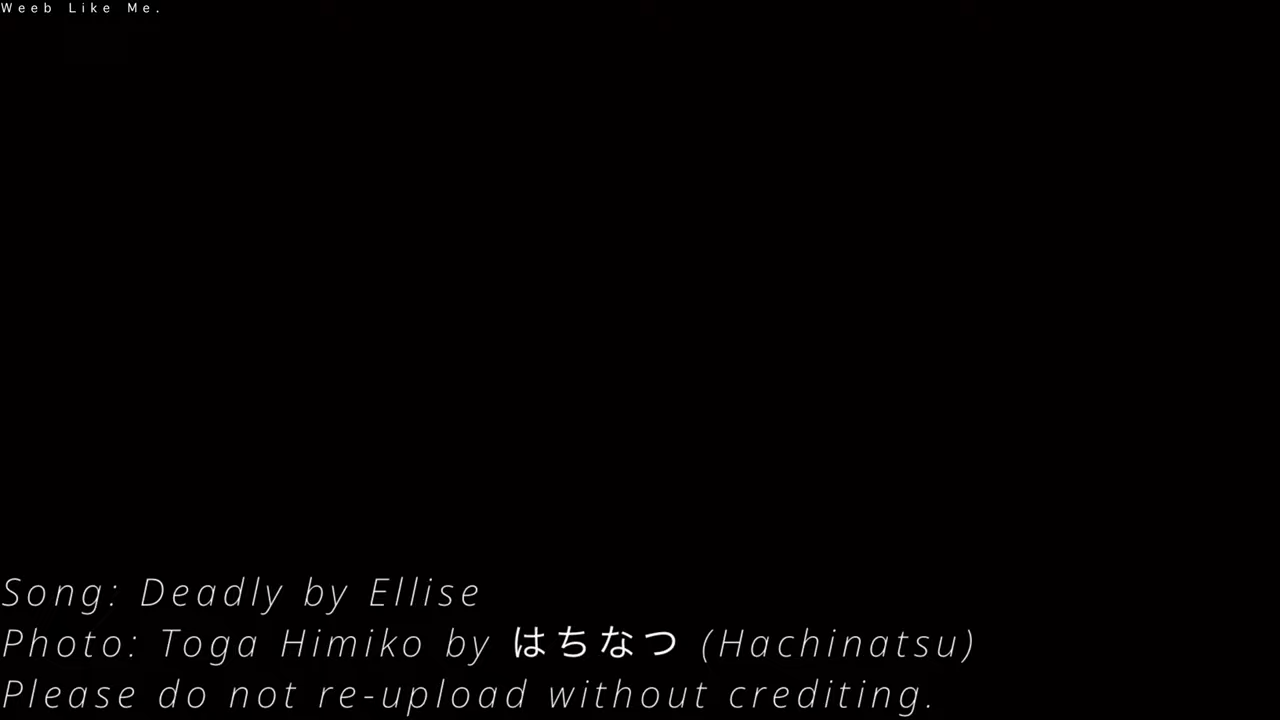 Weeb Like Me.
Song: Deadly by Ellise
Photo: Toga Himiko by はちなつ (Hachinatsu)
Please do not re-upload without crediting.